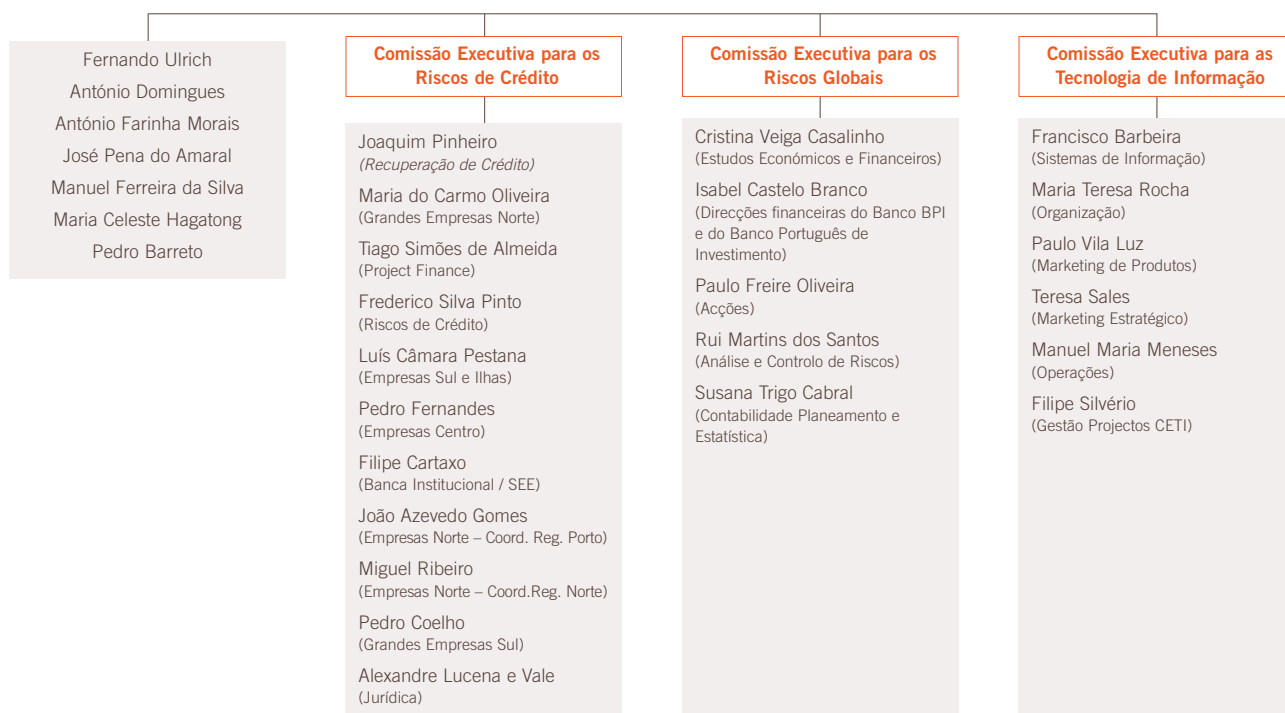 Fernando Ulrich
António Domingues
António Farinha Morais
José Pena do Amaral
Manuel Ferreira da Silva
Maria Celeste Hagatong
Pedro Barreto
Comissão Executiva para os
Riscos de Crédito
Joaquim Pinheiro
(Recuperação de Crédito)
Maria do Carmo Oliveira
(Grandes Empresas Norte)
Tiago Simões de Almeida
(Project Finance)
Frederico Silva Pinto
(Riscos de Crédito)
Luís Câmara Pestana
(Empresas Sul e Ilhas)
Pedro Fernandes
(Empresas Centro)
Filipe Cartaxo
(Banca Institucional / SEE)
João Azevedo Gomes
(Empresas Norte – Coord. Reg. Porto)
Miguel Ribeiro
(Empresas Norte – Coord.Reg. Norte)
Pedro Coelho
(Grandes Empresas Sul)
Alexandre Lucena e Vale
(Jurídica)
Comissão Executiva para os
Riscos Globais
Cristina Veiga Casalinho
(Estudos Económicos e Financeiros)
Isabel Castelo Branco
(Direcções financeiras do Banco BPI
e do Banco Português de
Investimento)
Paulo Freire Oliveira
(Acções)
Rui Martins dos Santos
(Análise e Controlo de Riscos)
Susana Trigo Cabral
(Contabilidade Planeamento e
Estatística)
Comissão Executiva para as
Tecnologia de Informação
Francisco Barbeira
(Sistemas de Informação)
Maria Teresa Rocha
(Organização)
Paulo Vila Luz
(Marketing de Produtos)
Teresa Sales
(Marketing Estratégico)
Manuel Maria Meneses
(Operações)
Filipe Silvério
(Gestão Projectos CETI)